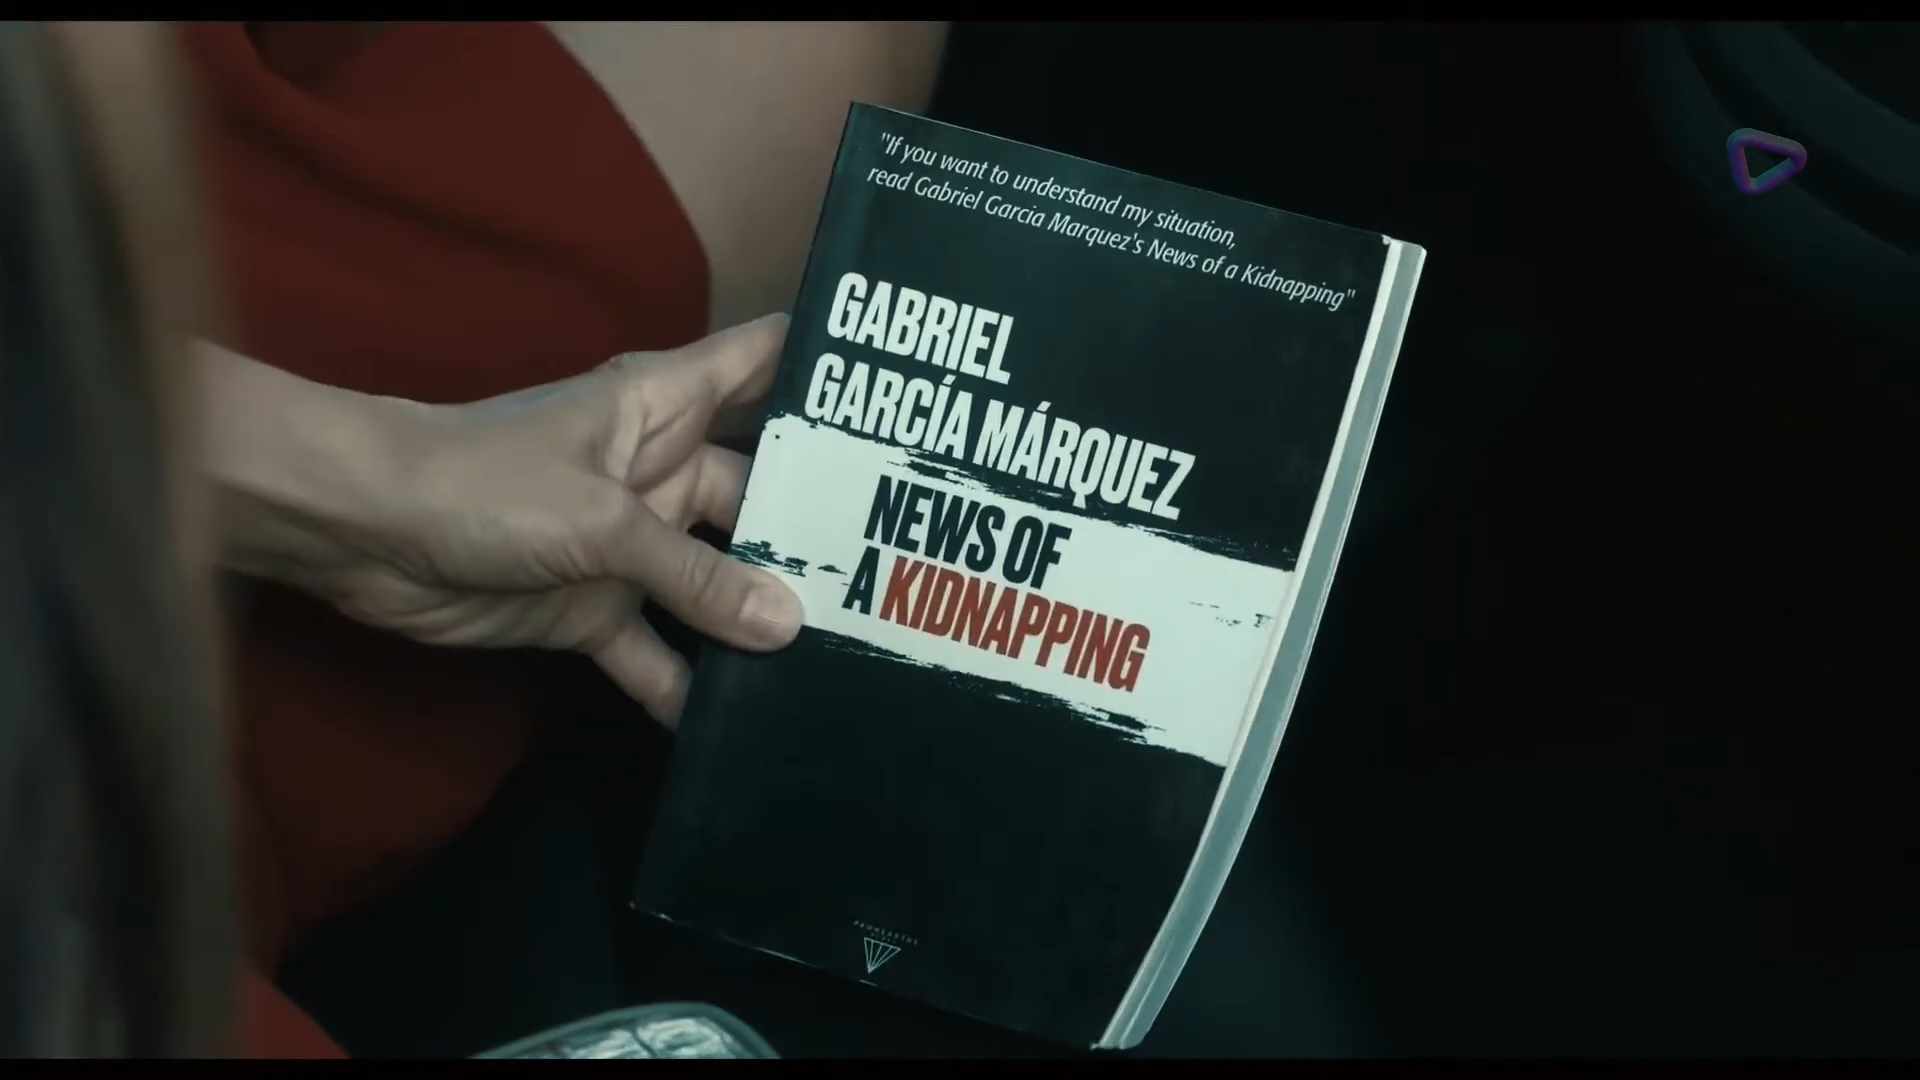 "If you want to understand my situation,
read Gabriel Garcia Marquez's News of a Kidnapping"
GABRIEL
GARCÍA MÁRQUEZ
NEWS OF
A KIDNAPPING